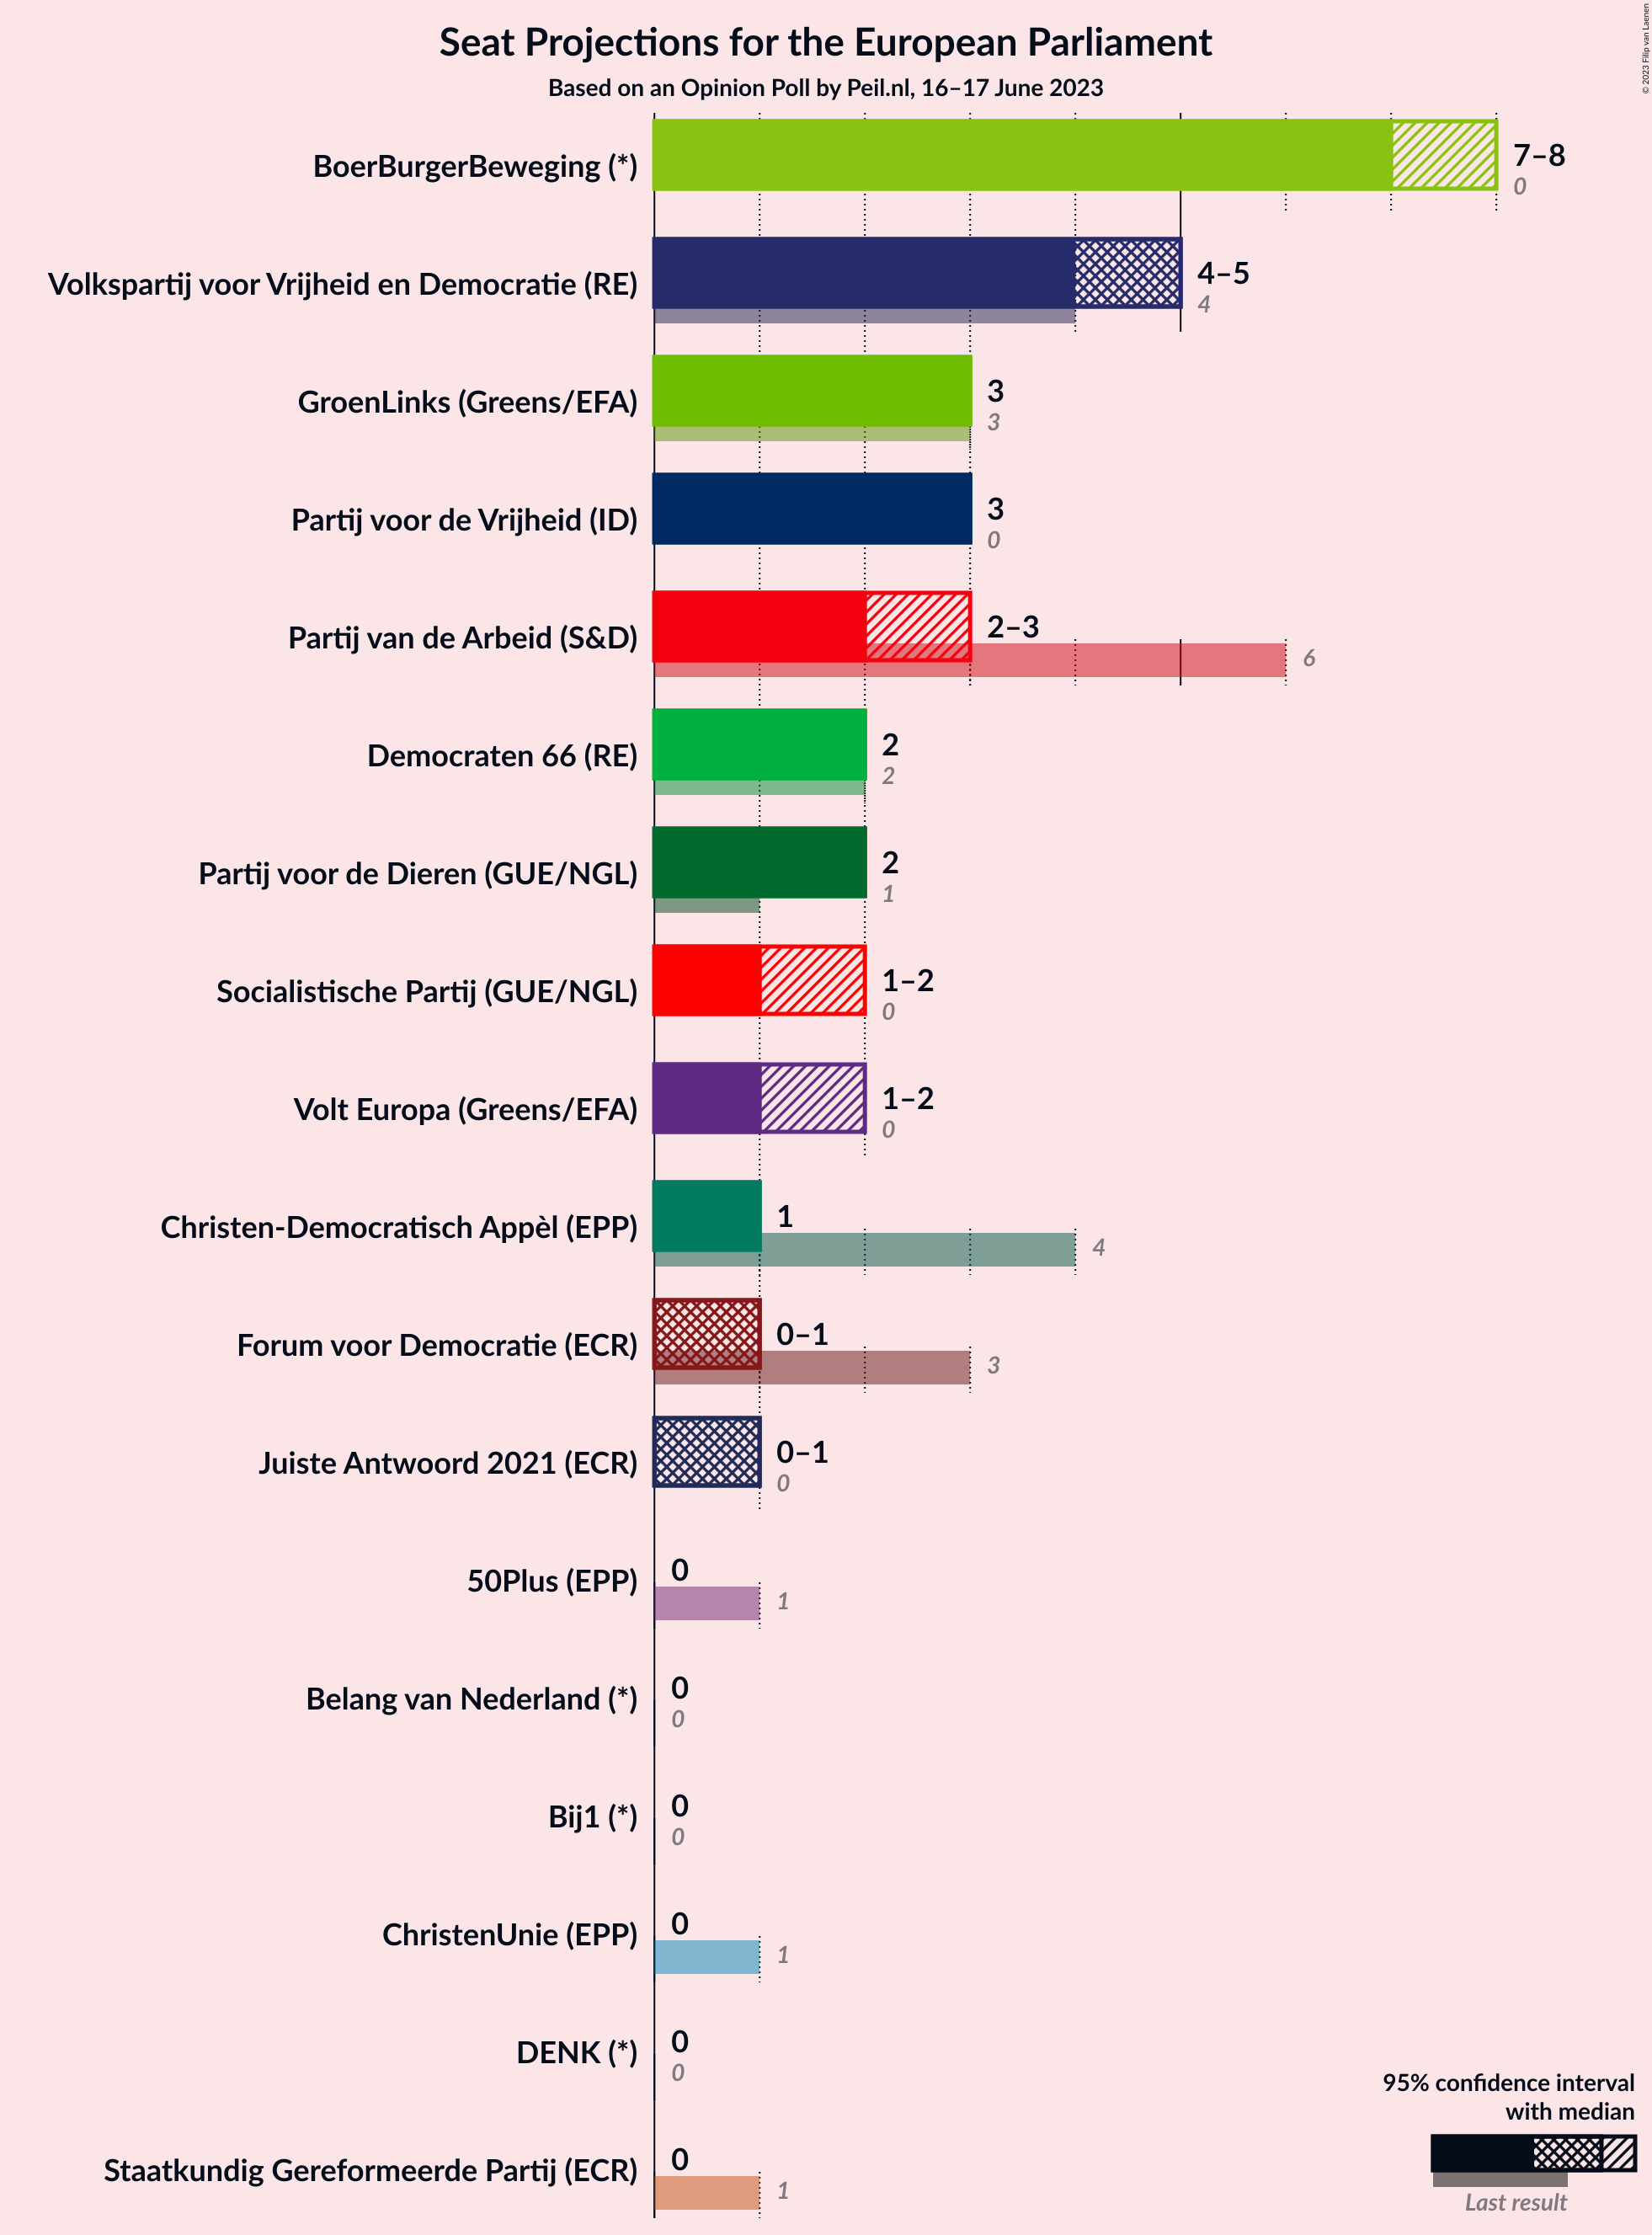 Seat Projections for the European Parliament
Based on an Opinion Poll by Peil.nl, 16–17 June 2023
© 2023 Filip van Laenen
BoerBurgerBeweging (*)
7–8
0
Volkspartij voor Vrijheid en Democratie (RE)
4–5
4
GroenLinks (Greens/EFA)
3
3
Partij voor de Vrijheid (ID)
3
0
Partij van de Arbeid (S&D)
2–3
6
Democraten 66 (RE)
2
2
Partij voor de Dieren (GUE/NGL)
2
1
Socialistische Partij (GUE/NGL)
1–2
0
Volt Europa (Greens/EFA)
1–2
0
Christen-Democratisch Appèl (EPP)
1
4
Forum voor Democratie (ECR)
0–1
3
Juiste Antwoord 2021 (ECR)
0–1
0
50Plus (EPP)
0
1
Belang van Nederland (*)
0
0
Bij1 (*)
0
0
ChristenUnie (EPP)
0
1
DENK (*)
0
0
Staatkundig Gereformeerde Partij (ECR)
0
1
95% confidence interval
with median
Last result